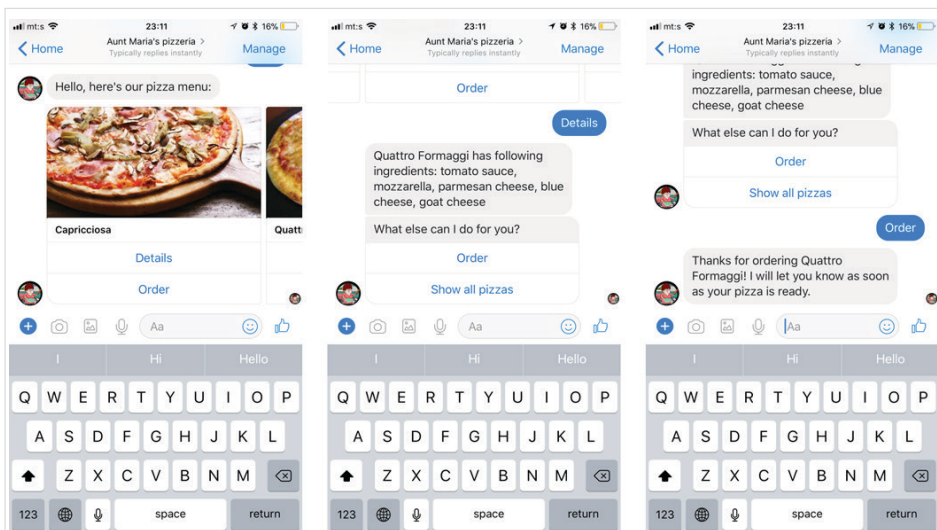 mt:s 23:11 16%
Home Aunt Maria's pizzeria > Manage
Typically replies instantly
Hello, here's our pizza menu:
Capricciosa Quatt
Details
Order
Aa
I Hi Hello
Q W E R T Y U I O P
A S D F G H J K L
Z X C V B N M
123 space return
mt:s 23:11 16%
Home Aunt Maria's pizzeria > Manage
Typically replies instantly
Order
Details
Quattro Formaggi has following
ingredients: tomato sauce,
mozzarella, parmesan cheese, blue
cheese, goat cheese
What else can I do for you?
Order
Show all pizzas
Aa
I Hi Hello
Q W E R T Y U I O P
A S D F G H J K L
Z X C V B N M
123 space return
mt:s 23:11 16%
Home Aunt Maria's pizzeria > Manage
Typically replies instantly
ingredients: tomato sauce,
mozzarella, parmesan cheese, blue
cheese, goat cheese
What else can I do for you?
Order
Show all pizzas
Order
Thanks for ordering Quattro
Formaggi! I will let you know as soon
as your pizza is ready.
Aa
I Hi Hello
Q W E R T Y U I O P
A S D F G H J K L
Z X C V B N M
123 space return